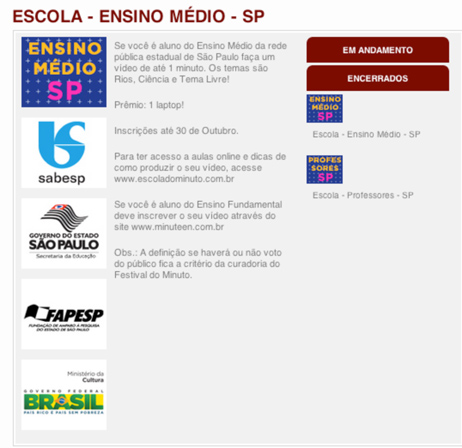 ESCOLA - ENSINO MÉDIO - SP
ENSINO
MÉDIO
SP
Se você é aluno do Ensino Médio da rede
pública estadual de São Paulo faça um
vídeo de até 1 minuto. Os temas são
Rios, Ciência e Tema Livre!
Prêmio: 1 laptop!
Inscrições até 30 de Outubro.
Para ter acesso a aulas online e dicas de
como produzir o seu vídeo, acesse
www.escoladominuto.com.br
Se você é aluno do Ensino Fundamental
deve inscrever o seu vídeo através do
site www.minuteen.com.br
Obs.: A definição se haverá ou não voto
do público fica a critério da curadoria do
Festival do Minuto.
sabesp
GOVERNO DO ESTADO
SÃO PAULO
Secretaria da Educação
FAPESP
FUNDAÇÃO DE AMPARO À PESQUISA
DO ESTADO DE SÃO PAULO
Ministério da
Cultura
GOVERNO FEDERAL
BRASIL
PAÍS RICO É PAÍS SEM POBREZA
EM ANDAMENTO
ENCERRADOS
ENSINO
MÉDIO
SP
Escola - Ensino Médio - SP
PROFES
SORES
SP
Escola - Professores - SP